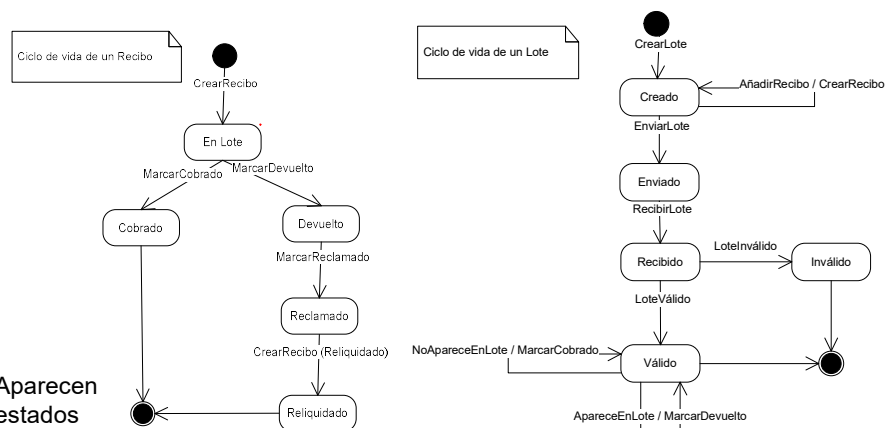 Ciclo de vida de un Recibo
CrearRecibo
En Lote
MarcarCobrado
MarcarDevuelto
Cobrado
Devuelto
MarcarReclamado
Reclamado
CrearRecibo (Reliquidado)
Reliquidado
Aparecen
estados
Ciclo de vida de un Lote
CrearLote
Creado
AñadirRecibo / CrearRecibo
EnviarLote
Enviado
RecibirLote
Recibido
LoteInválido
Inválido
LoteVálido
NoApareceEnLote / MarcarCobrado
Válido
ApareceEnLote / MarcarDevuelto